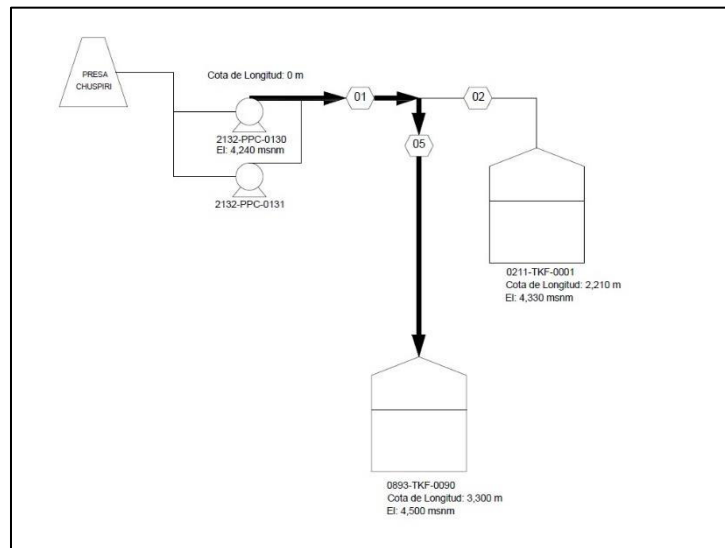 PRESA
CHUSPIRI
Cota de Longitud: 0 m
01
02
2132-PPC-0130
El: 4,240 msnm
05
2132-PPC-0131
0211-TKF-0001
Cota de Longitud: 2,210 m
El: 4,330 msnm
0893-TKF-0090
Cota de Longitud: 3,300 m
El: 4,500 msnm